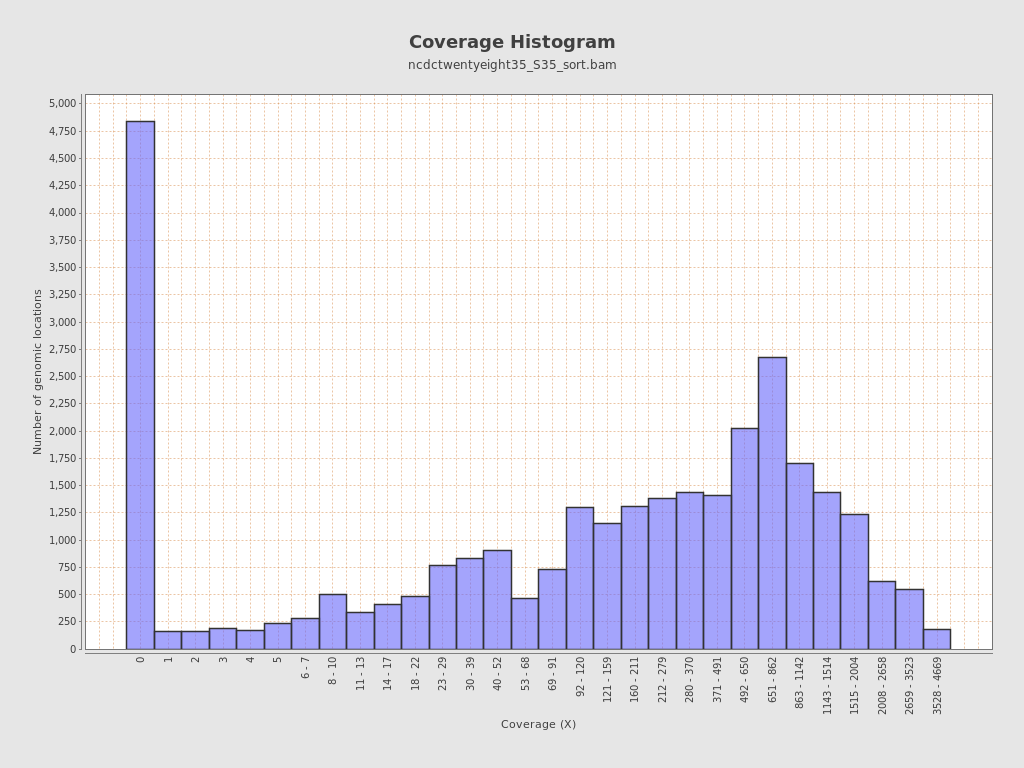 Coverage Histogram
ncdctwentyeight35_S35_sort.bam
Number of genomic locations
5,000
4,750
4,500
4,250
4,000
3,750
3,500
3,250
3,000
2,750
2,500
2,250
2,000
1,750
1,500
1,250
1,000
750
500
250
0
0
1
2
3
4
5
6 - 7
8 - 10
11 - 13
14 - 17
18 - 22
23 - 29
30 - 39
40 - 52
53 - 68
69 - 91
92 - 120
121 - 159
160 - 211
212 - 279
280 - 370
371 - 491
492 - 650
651 - 862
863 - 1142
1143 - 1514
1515 - 2004
2008 - 2658
2659 - 3523
3528 - 4669
Coverage (X)